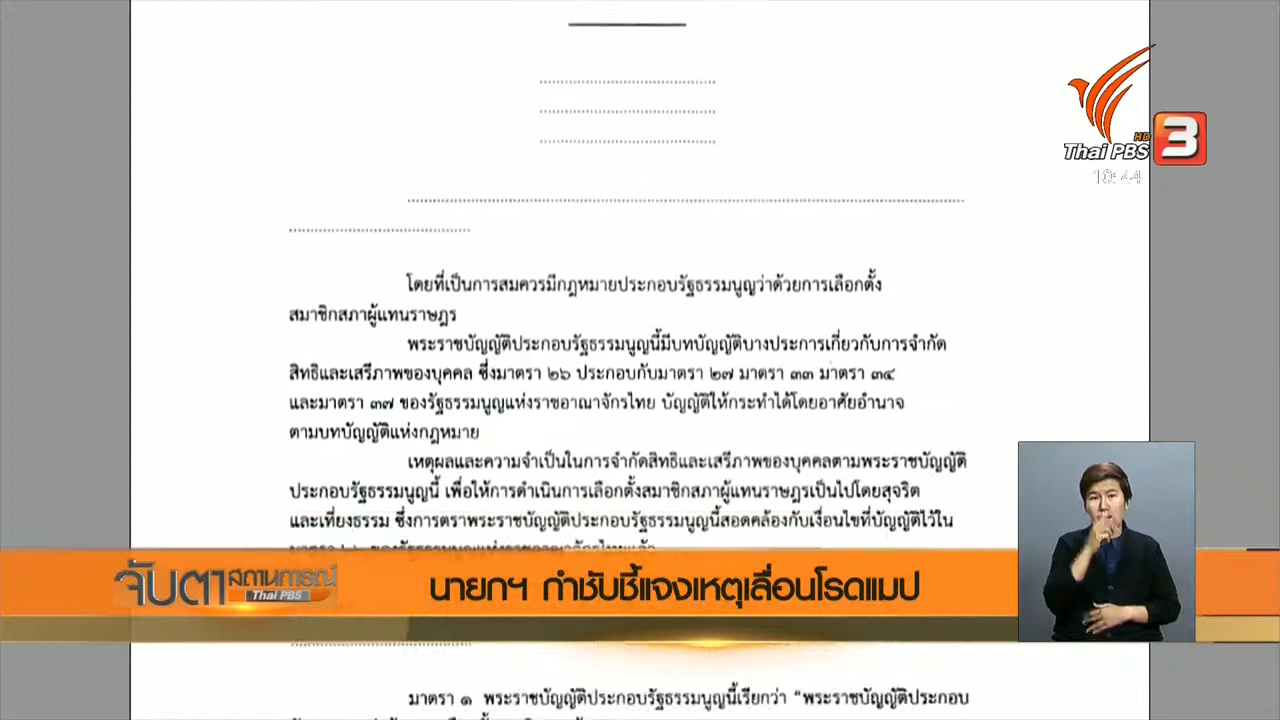 โดยที่เป็นการสมควรมีกฎหมายประกอบรัฐธรรมนูญว่าด้วยการเลือกตั้ง
สมาชิกสภาผู้แทนราษฎร
พระราชบัญญัติประกอบรัฐธรรมนูญนี้มีบทบัญญัติบางประการเกี่ยวกับการจำกัด
สิทธิและเสรีภาพของบุคคล ซึ่งมาตรา ๒๖ ประกอบกับมาตรา ๒๗ มาตรา ๓๓ มาตรา ๓๔
และมาตรา ๓๗ ของรัฐธรรมนูญแห่งราชอาณาจักรไทย บัญญัติให้กระทำได้โดยอาศัยอำนาจ
ตามบทบัญญัติแห่งกฎหมาย
เหตุผลและความจำเป็นในการจำกัดสิทธิและเสรีภาพของบุคคลตามพระราชบัญญัติ
ประกอบรัฐธรรมนูญนี้ เพื่อให้การดำเนินการเลือกตั้งสมาชิกสภาผู้แทนราษฎรเป็นไปโดยสุจริต
และเที่ยงธรรม ซึ่งการตราพระราชบัญญัติประกอบรัฐธรรมนูญนี้สอดคล้องกับเงื่อนไขที่บัญญัติไว้ใน
มาตรา ๑ พระราชบัญญัติประกอบรัฐธรรมนูญนี้เรียกว่า “พระราชบัญญัติประกอบ
HD
Thai PBS 3
10:44
จับตาสถานการณ์
Thai PBS
นายกฯ กำชับชี้แจงเหตุเลื่อนโรดแมป